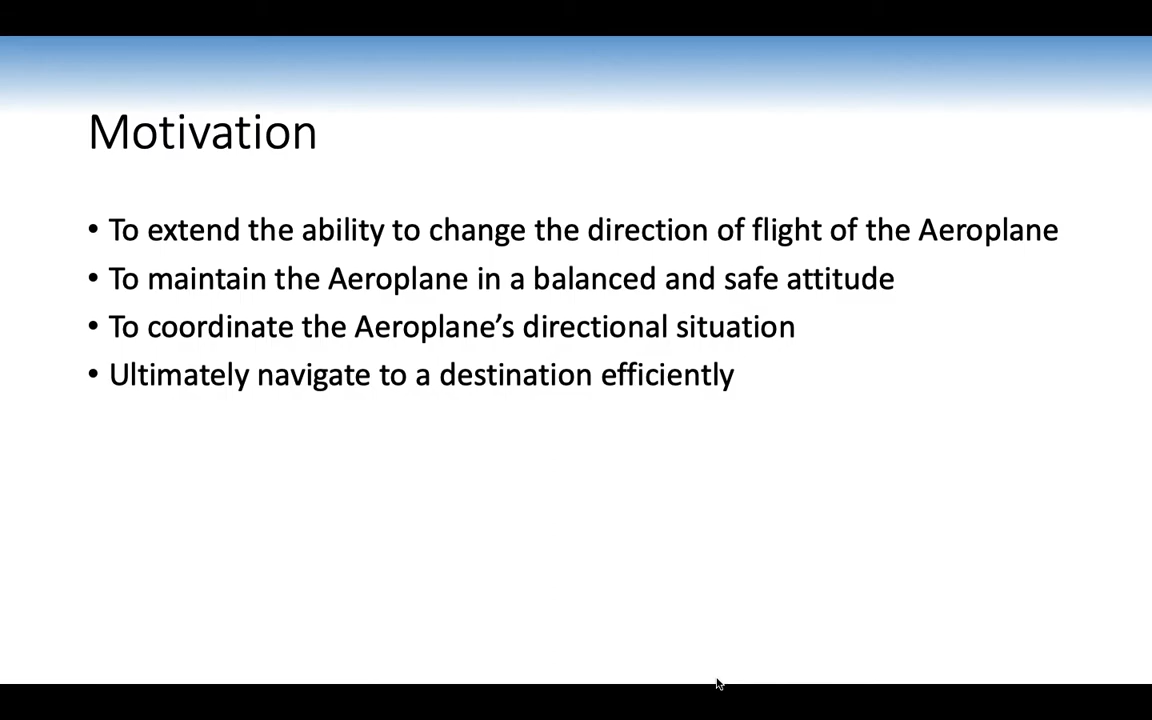 Motivation
• To extend the ability to change the direction of flight of the Aeroplane
• To maintain the Aeroplane in a balanced and safe attitude
• To coordinate the Aeroplane’s directional situation
• Ultimately navigate to a destination efficiently